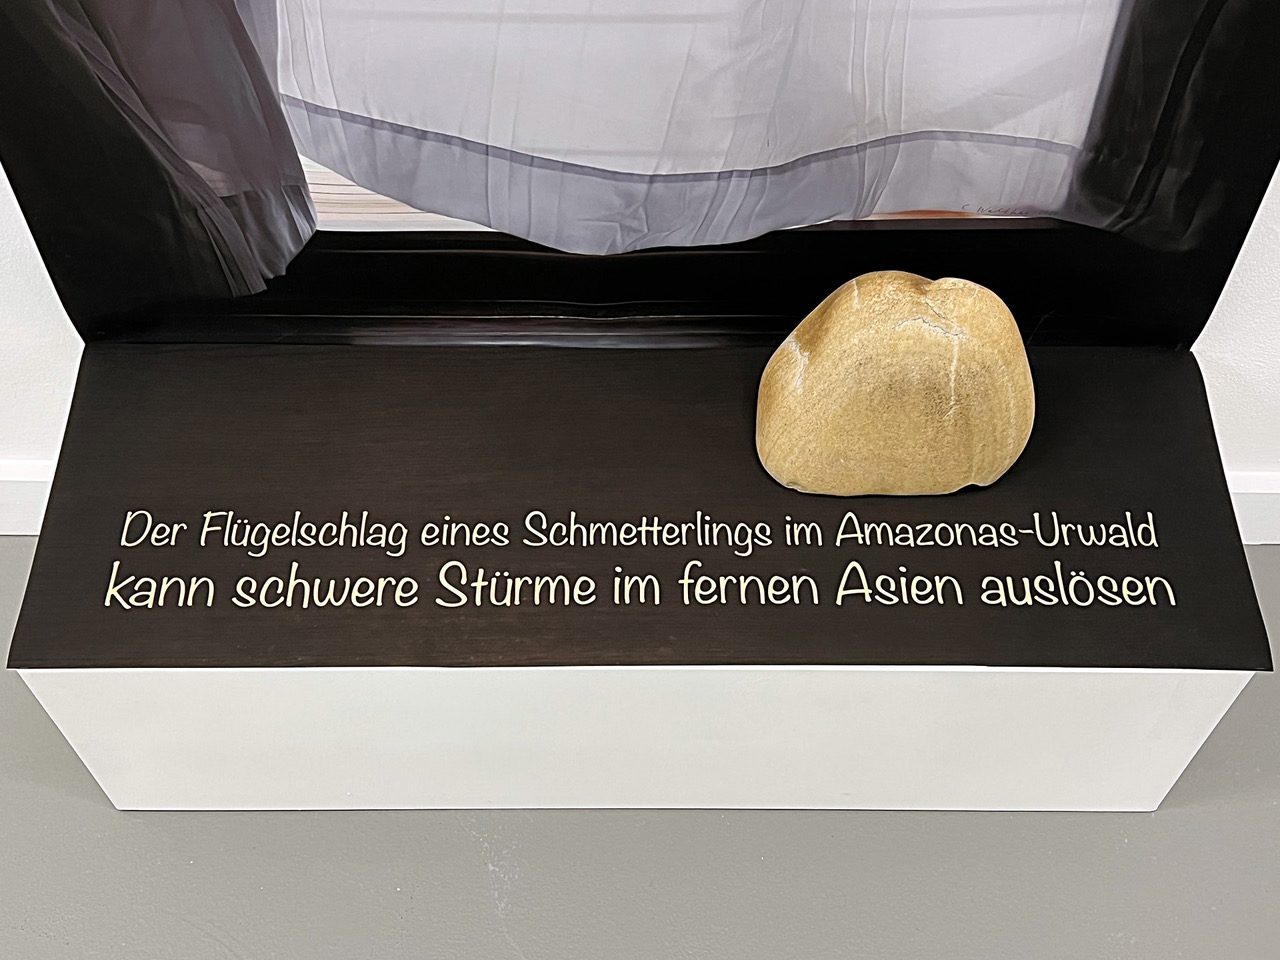 Der Flügelschlag eines Schmetterlings im Amazonas-Urwald
kann schwere Stürme im fernen Asien auslösen